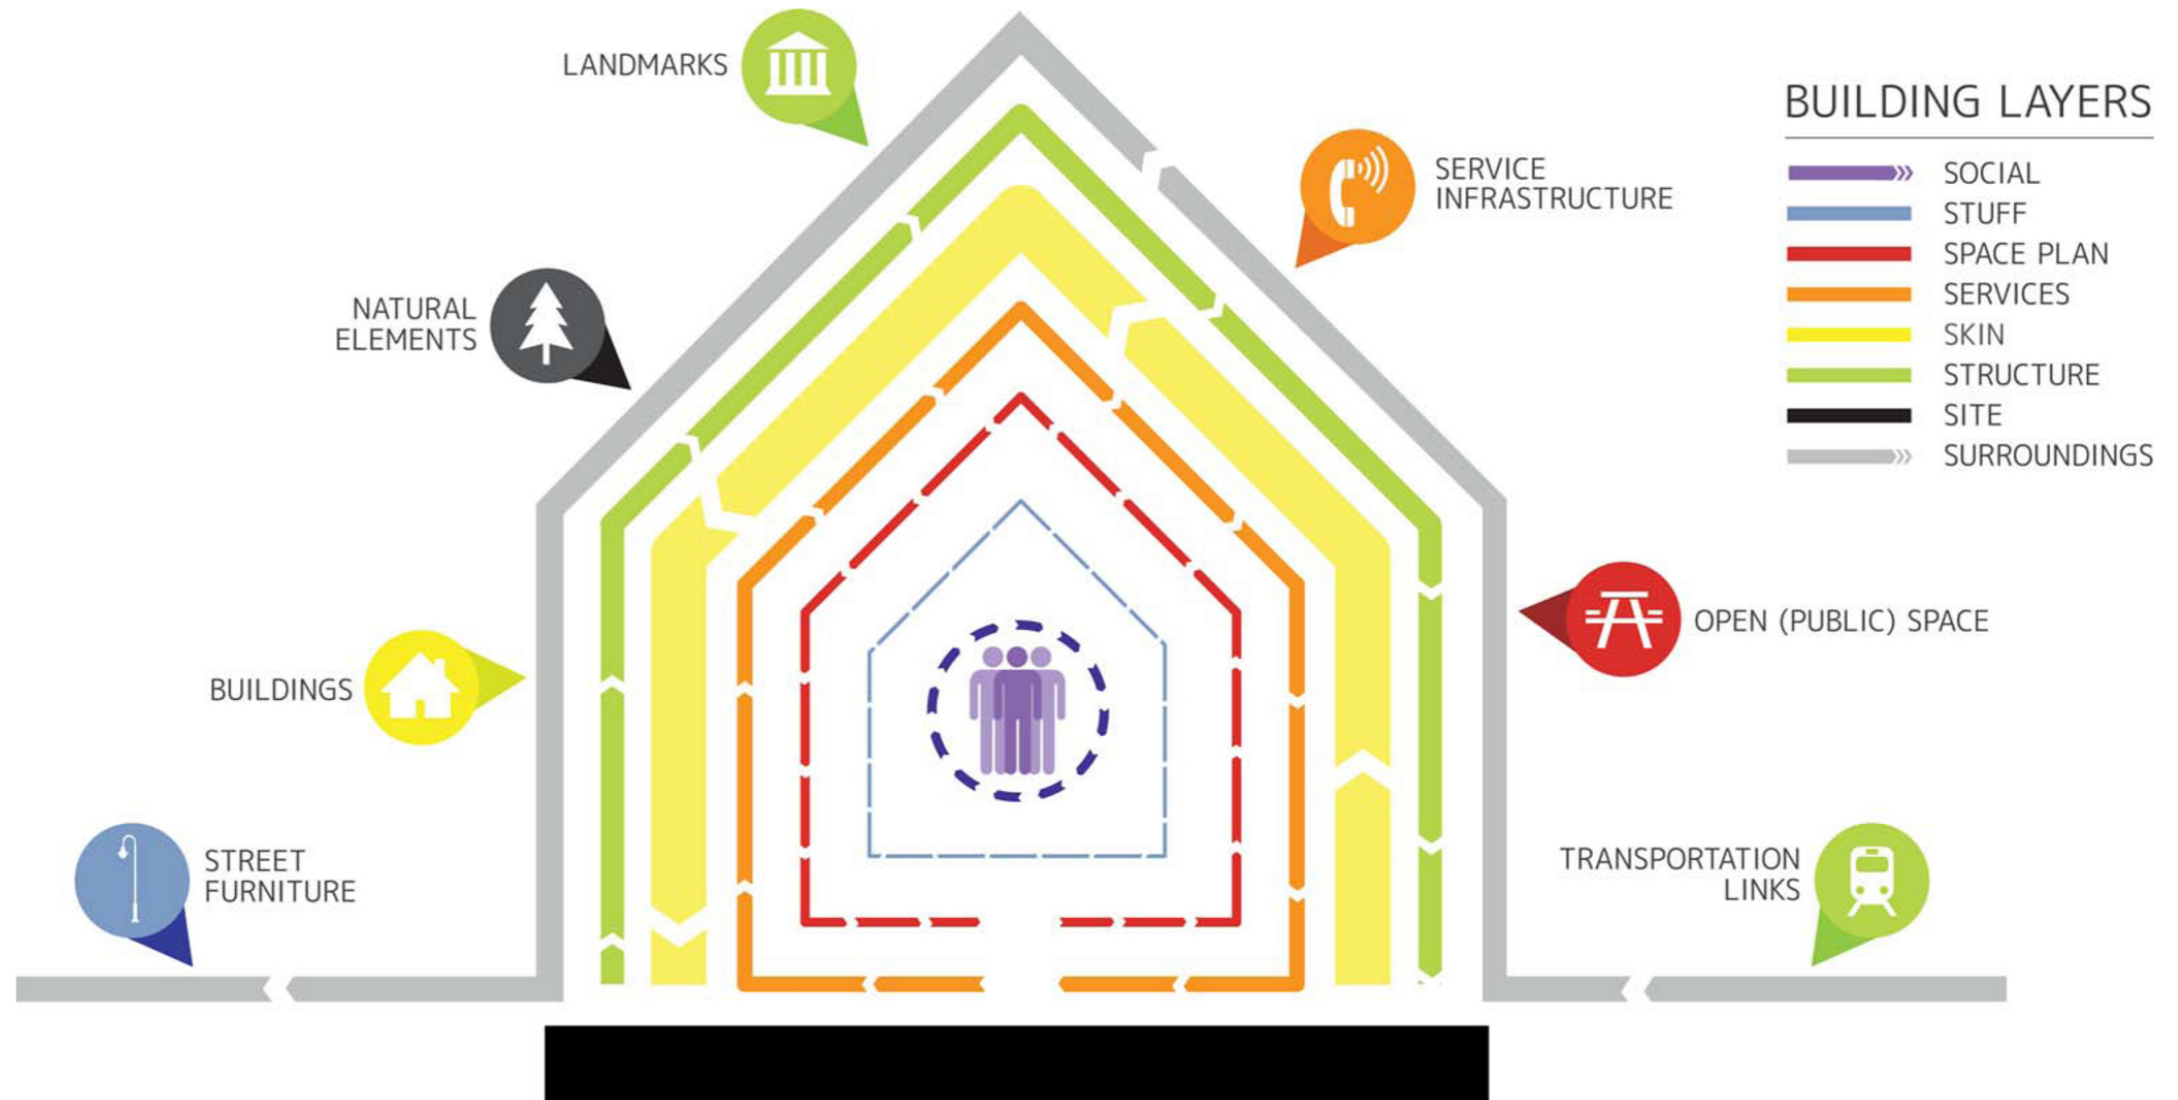 LANDMARKS
SERVICE
INFRASTRUCTURE
NATURAL
ELEMENTS
BUILDINGS
OPEN (PUBLIC) SPACE
STREET
FURNITURE
TRANSPORTATION
LINKS
BUILDING LAYERS
SOCIAL
STUFF
SPACE PLAN
SERVICES
SKIN
STRUCTURE
SITE
SURROUNDINGS